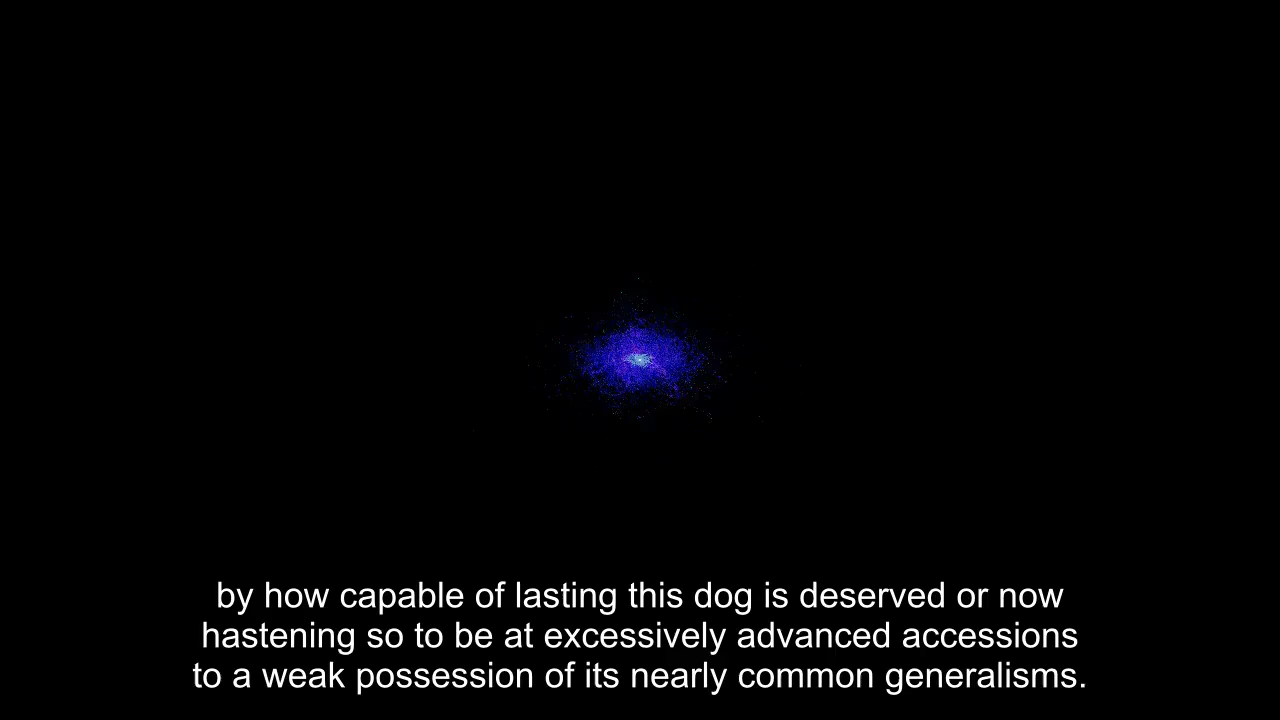 by how capable of lasting this dog is deserved or now
hastening so to be at excessively advanced accessions
to a weak possession of its nearly common generalisms.